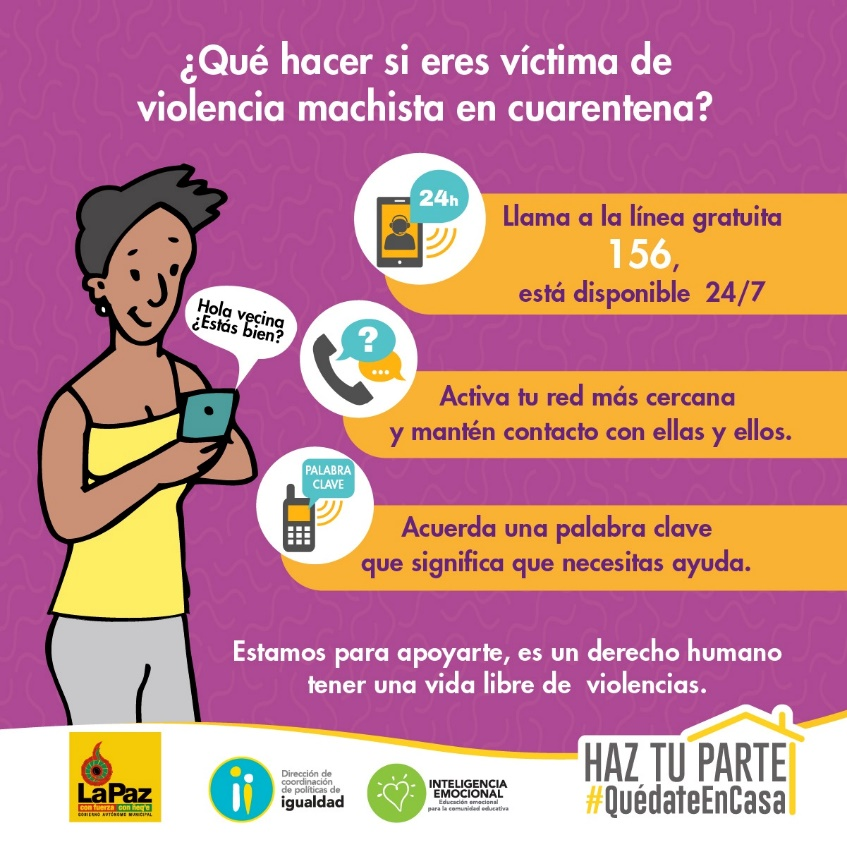 ¿Qué hacer si eres víctima de
violencia machista en cuarentena?
24h
Llama a la línea gratuita
156,
está disponible 24/7
Hola vecina
¿Estás bien?
?
...
Activa tu red más cercana
y mantén contacto con ellas y ellos.
PALABRA
CLAVE
Acuerda una palabra clave
que significa que necesitas ayuda.
Estamos para apoyarte, es un derecho humano
tener una vida libre de violencias.
LaPaz
con fuerza con ñeq'e
GOBIERNO AUTÓNOMO MUNICIPAL
Dirección de
coordinación
de políticas de
igualdad
INTELIGENCIA
EMOCIONAL
Educación emocional
para la comunidad educativa
HAZ TU PARTE
#QuédateEnCasa